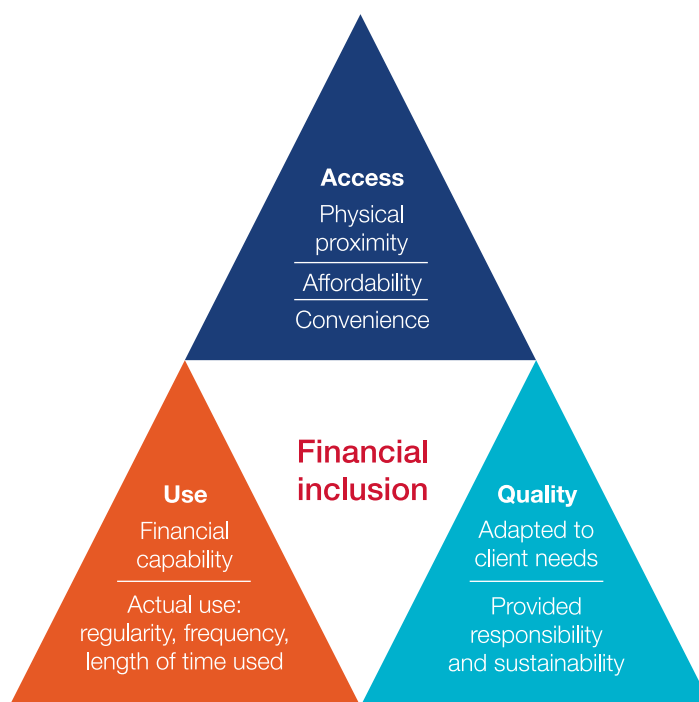 Access
Physical
proximity
Affordability
Convenience
Financial
inclusion
Use
Financial
capability
Actual use:
regularity, frequency,
length of time used
Quality
Adapted to
client needs
Provided
responsibility
and sustainability